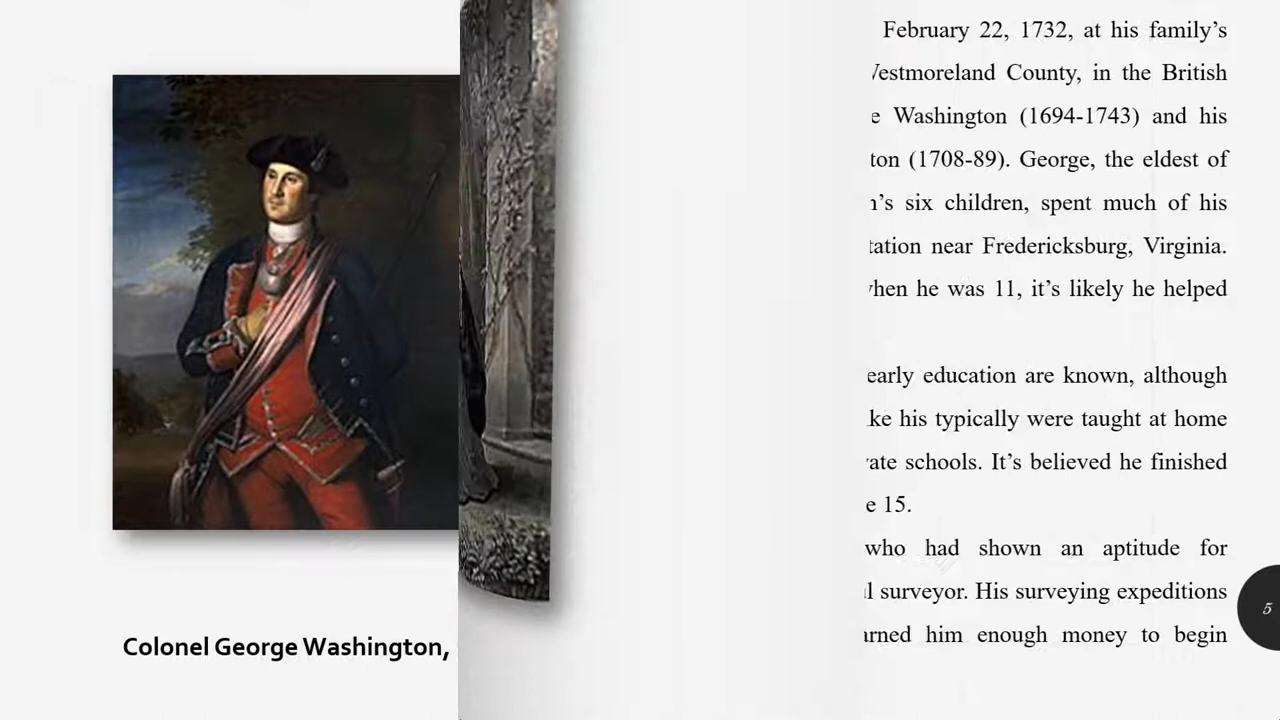 February 22, 1732, at his family’s
Westmoreland County, in the British
Washington (1694-1743) and his
ton (1708-89). George, the eldest of
’s six children, spent much of his
tation near Fredericksburg, Virginia.
when he was 11, it’s likely he helped
early education are known, although
ke his typically were taught at home
vate schools. It’s believed he finished
e 15.
who had shown an aptitude for
l surveyor. His surveying expeditions
arned him enough money to begin
Colonel George Washington,
5